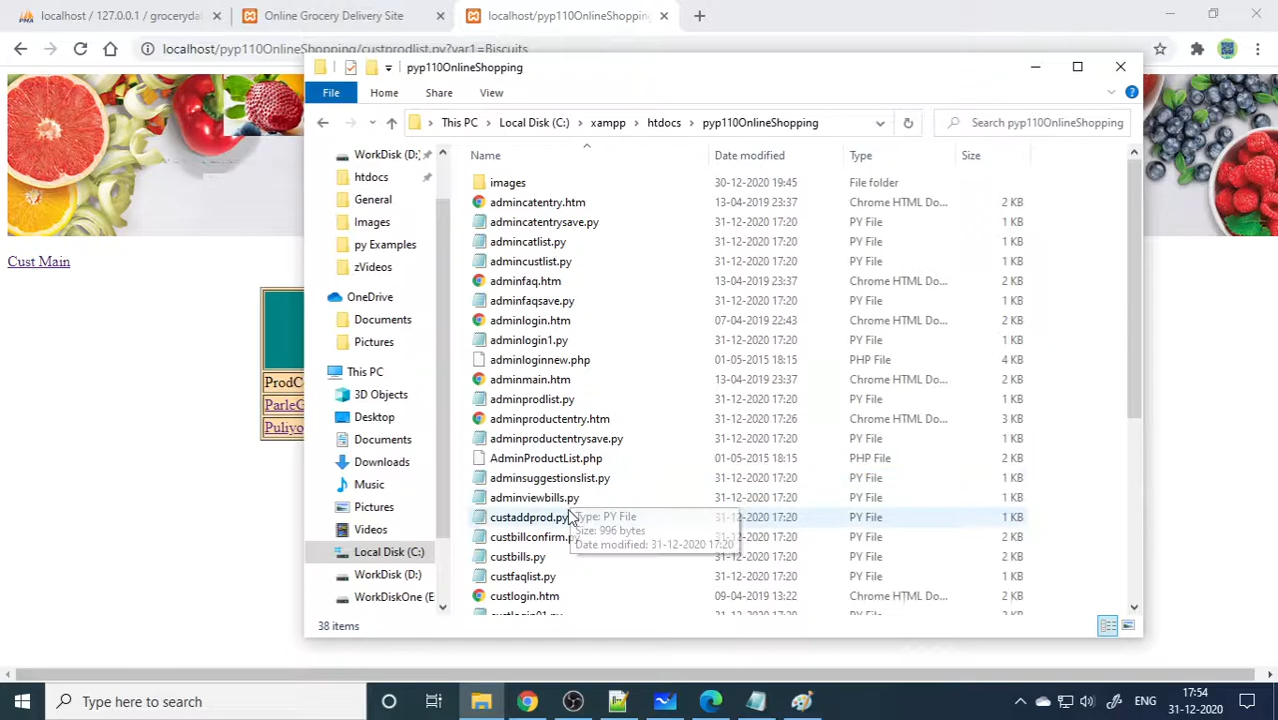 localhost / 127.0.0.1 / groceryda
Online Grocery Delivery Site
localhost/pyp110OnlineShopping
localhost/pyp110OnlineShopping/custprodlist.py?var1=Biscuits
pyp110OnlineShopping
File Home Share View
This PC Local Disk (C:) xampp htdocs pyp110OnlineShopping
Search pyp110OnlineShopping
Cust Main
ProdC
ParleG
Puliyo
WorkDisk (D:)
htdocs
General
Images
py Examples
zVideos
OneDrive
Documents
Pictures
This PC
3D Objects
Desktop
Documents
Downloads
Music
Pictures
Videos
Local Disk (C:)
WorkDisk (D:)
WorkDiskOne (E
Name Date modified Type Size
images 30-12-2020 19:45 File folder
admincatentry.htm 13-04-2019 23:37 Chrome HTML Do... 2 KB
admincatentrysave.py 31-12-2020 17:20 PY File 1 KB
admincatlist.py 31-12-2020 17:20 PY File 1 KB
admincustlist.py 31-12-2020 17:20 PY File 1 KB
adminfaq.htm 13-04-2019 23:37 Chrome HTML Do... 2 KB
adminfaqsave.py 31-12-2020 17:20 PY File 1 KB
adminlogin.htm 07-04-2019 22:43 Chrome HTML Do... 2 KB
adminlogin1.py 31-12-2020 17:20 PY File 1 KB
adminloginnew.php 01-05-2015 18:15 PHP File 4 KB
adminmain.htm 13-04-2019 23:37 Chrome HTML Do... 2 KB
adminprodlist.py 31-12-2020 17:20 PY File 1 KB
adminproductentry.htm 31-12-2020 17:26 Chrome HTML Do... 3 KB
adminproductentrysave.py 31-12-2020 17:20 PY File 1 KB
AdminProductList.php 01-05-2015 18:15 PHP File 2 KB
adminsuggestionslist.py 31-12-2020 17:20 PY File 1 KB
adminviewbills.py 31-12-2020 17:20 PY File 1 KB
custaddprod.py 31-12-2020 17:20 PY File 1 KB
custbillconfirm.py 31-12-2020 17:20 PY File 1 KB
custbills.py 31-12-2020 17:20 PY File 1 KB
custfaqlist.py 31-12-2020 17:20 PY File 1 KB
custlogin.htm 09-04-2019 13:22 Chrome HTML Do... 2 KB
Type: PY File
Size: 996 bytes
Date modified: 31-12-2020 17:20
38 items
Type here to search
ENG
17:54
31-12-2020